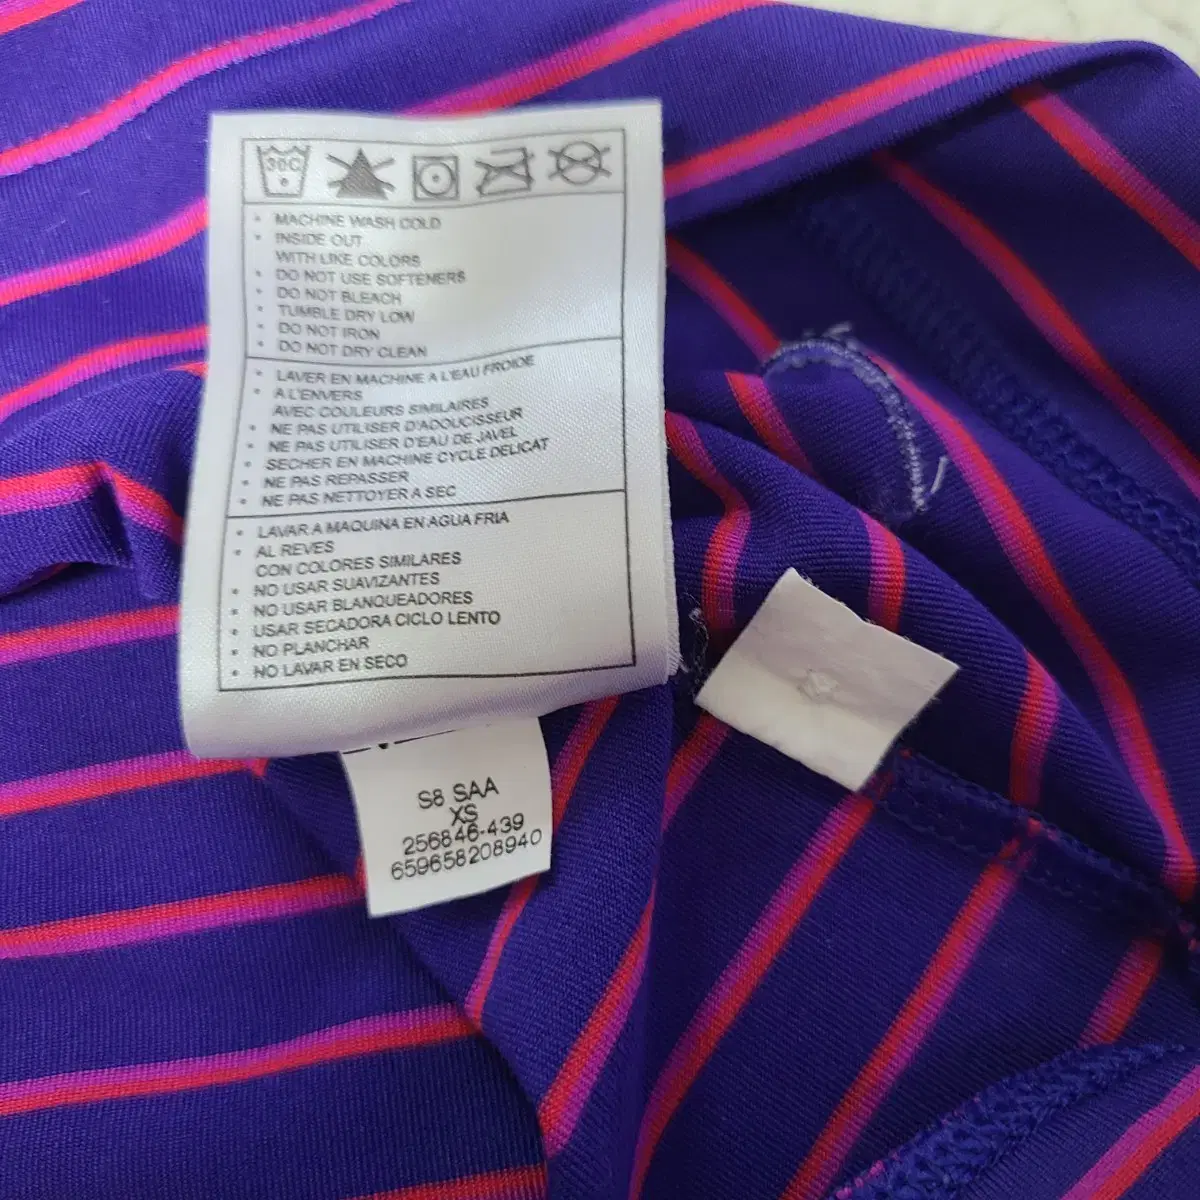 30C
MACHINE WASH COLD
INSIDE OUT
WITH LIKE COLORS
DO NOT USE SOFTENERS
DO NOT BLEACH
TUMBLE DRY LOW
DO NOT IRON
DO NOT DRY CLEAN
LAVER EN MACHINE A L'EAU FROIDE
A L'ENVERS
AVEC COULEURS SIMILAIRES
NE PAS UTILISER D'ADOUCISSEUR
NE PAS UTILISER D'EAU DE JAVEL
SECHER EN MACHINE CYCLE DELICAT
NE PAS REPASSER
NE PAS NETTOYER A SEC
LAVAR A MAQUINA EN AGUA FRIA
AL REVES
CON COLORES SIMILARES
NO USAR SUAVIZANTES
NO USAR BLANQUEADORES
USAR SECADORA CICLO LENTO
NO PLANCHAR
NO LAVAR EN SECO
S8 SAA
XS
256846-439
659658208940